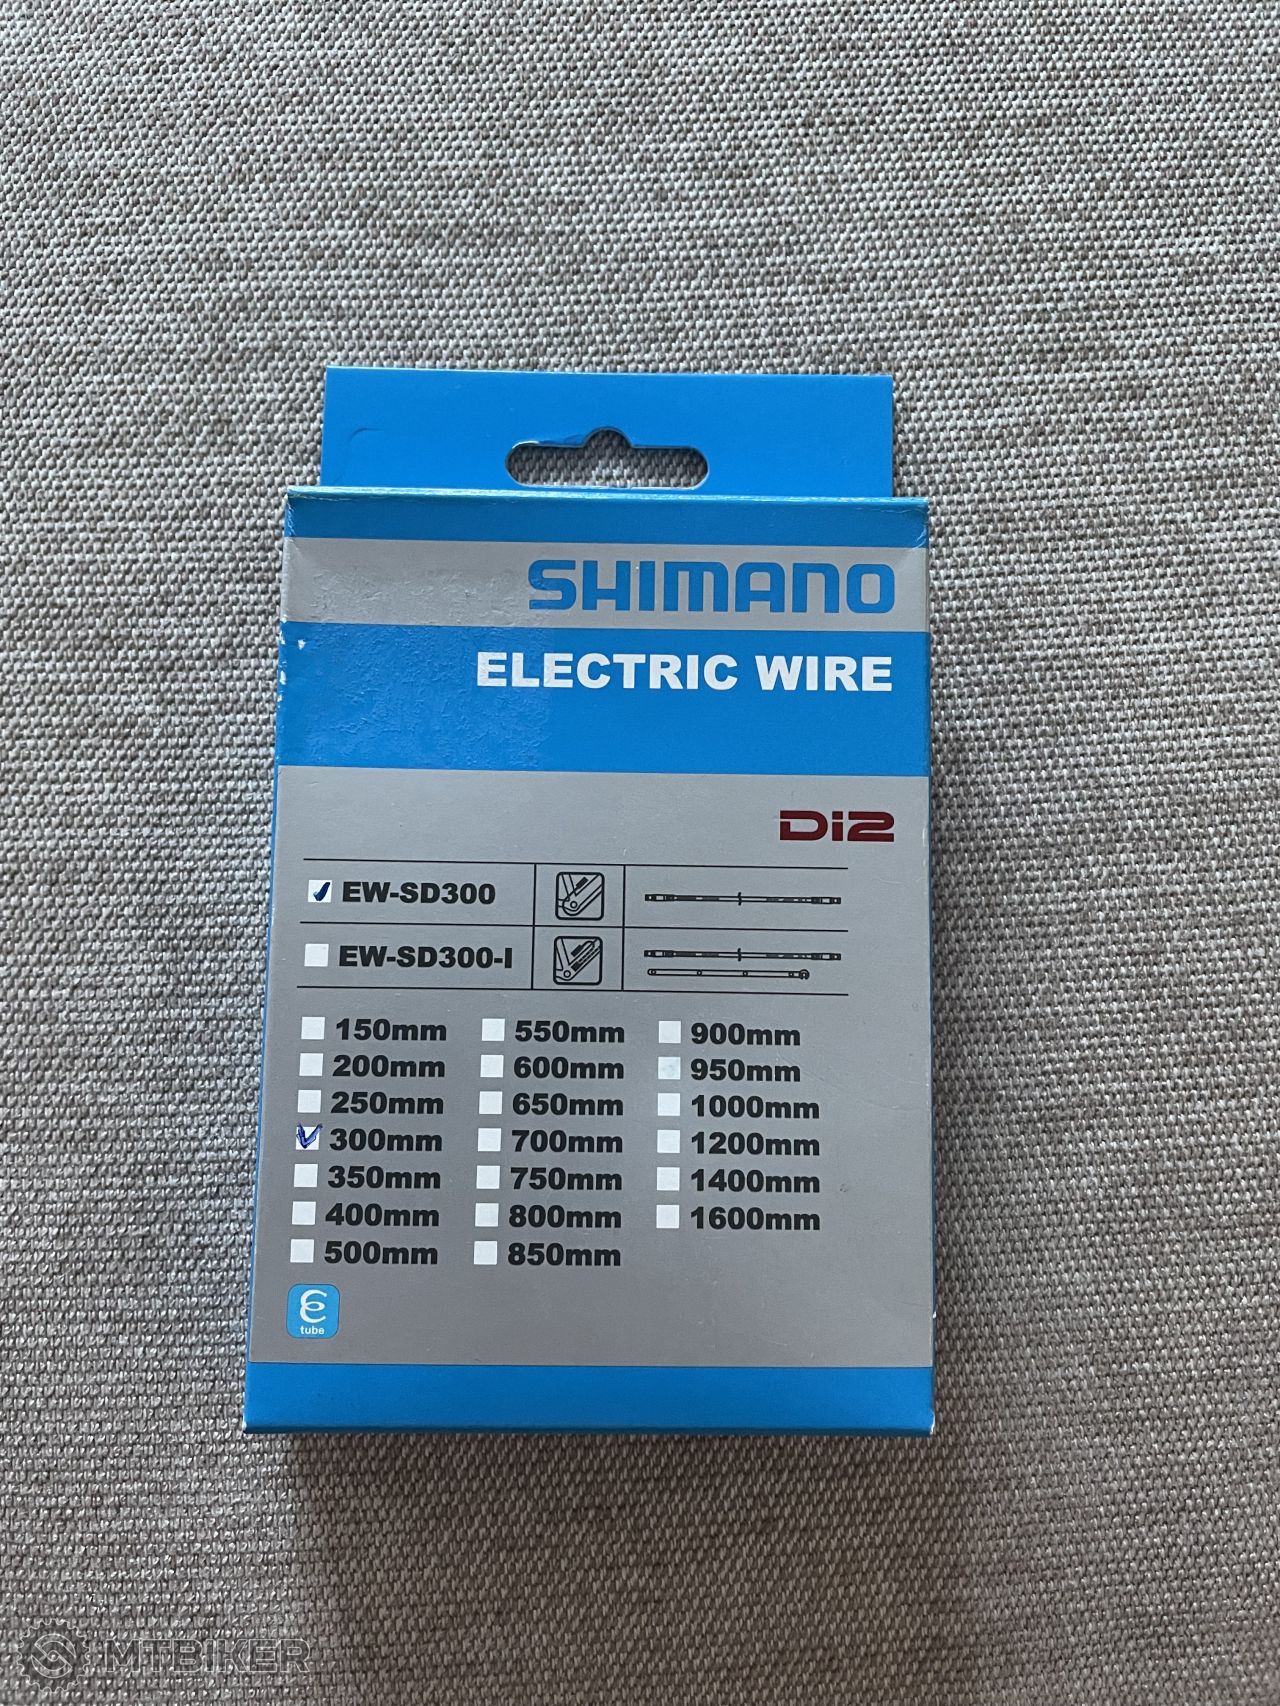 SHIMANO
ELECTRIC WIRE
Di2
EW-SD300
EW-SD300-I
150mm 550mm 900mm
200mm 600mm 950mm
250mm 650mm 1000mm
300mm 700mm 1200mm
350mm 750mm 1400mm
400mm 800mm 1600mm
500mm 850mm
E
tube
MTBIKER